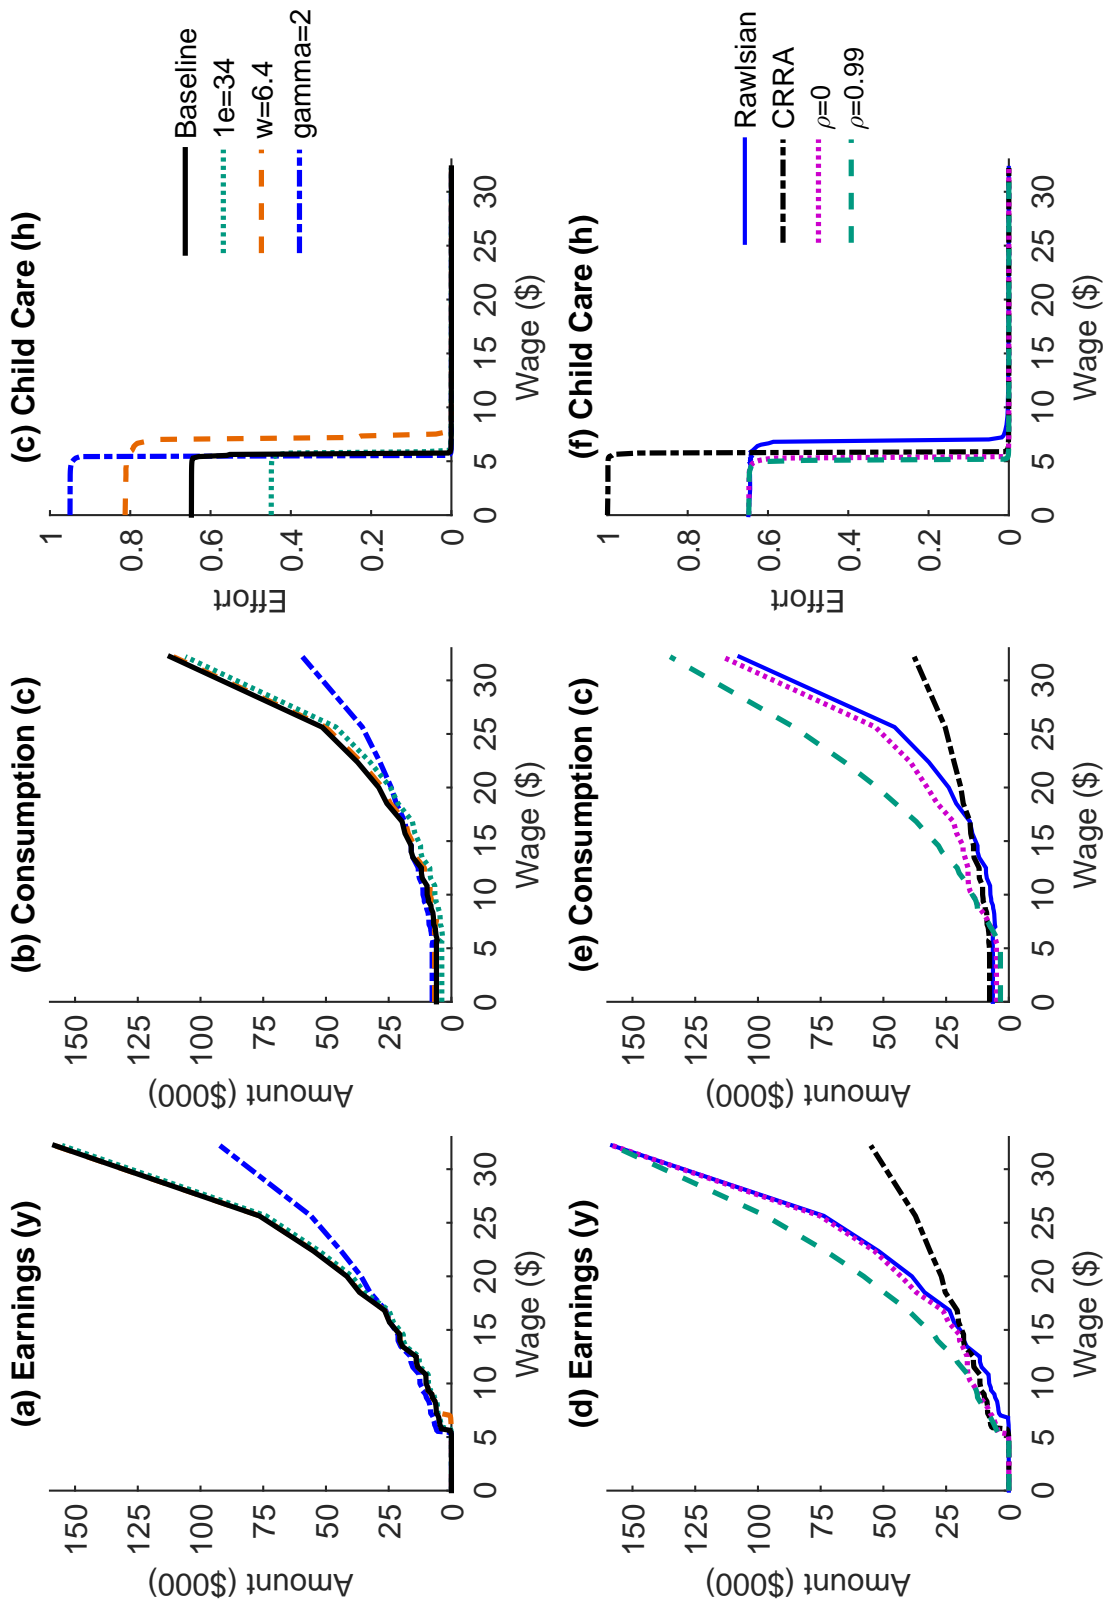 (a) Earnings (y)
Amount ($000)
150
100
75
50
25
0
0 5 10 15 20 25 30
Wage ($)
(b) Consumption (c)
Amount ($000)
150
100
75
50
25
0
0 5 10 15 20 25 30
Wage ($)
(c) Child Care (h)
Effort
1
0.8
0.6
0.4
0.2
0
0 5 10 15 20 25 30
Wage ($)
Baseline
1e=34
w=6.4
gamma=2
(d) Earnings (y)
Amount ($000)
150
100
75
50
25
0
0 5 10 15 20 25 30
Wage ($)
(e) Consumption (c)
Amount ($000)
150
100
75
50
25
0
0 5 10 15 20 25 30
Wage ($)
(f) Child Care (h)
Effort
1
0.8
0.6
0.4
0.2
0
0 5 10 15 20 25 30
Wage ($)
Rawlsian
CRRA
ρ=0
ρ=0.99